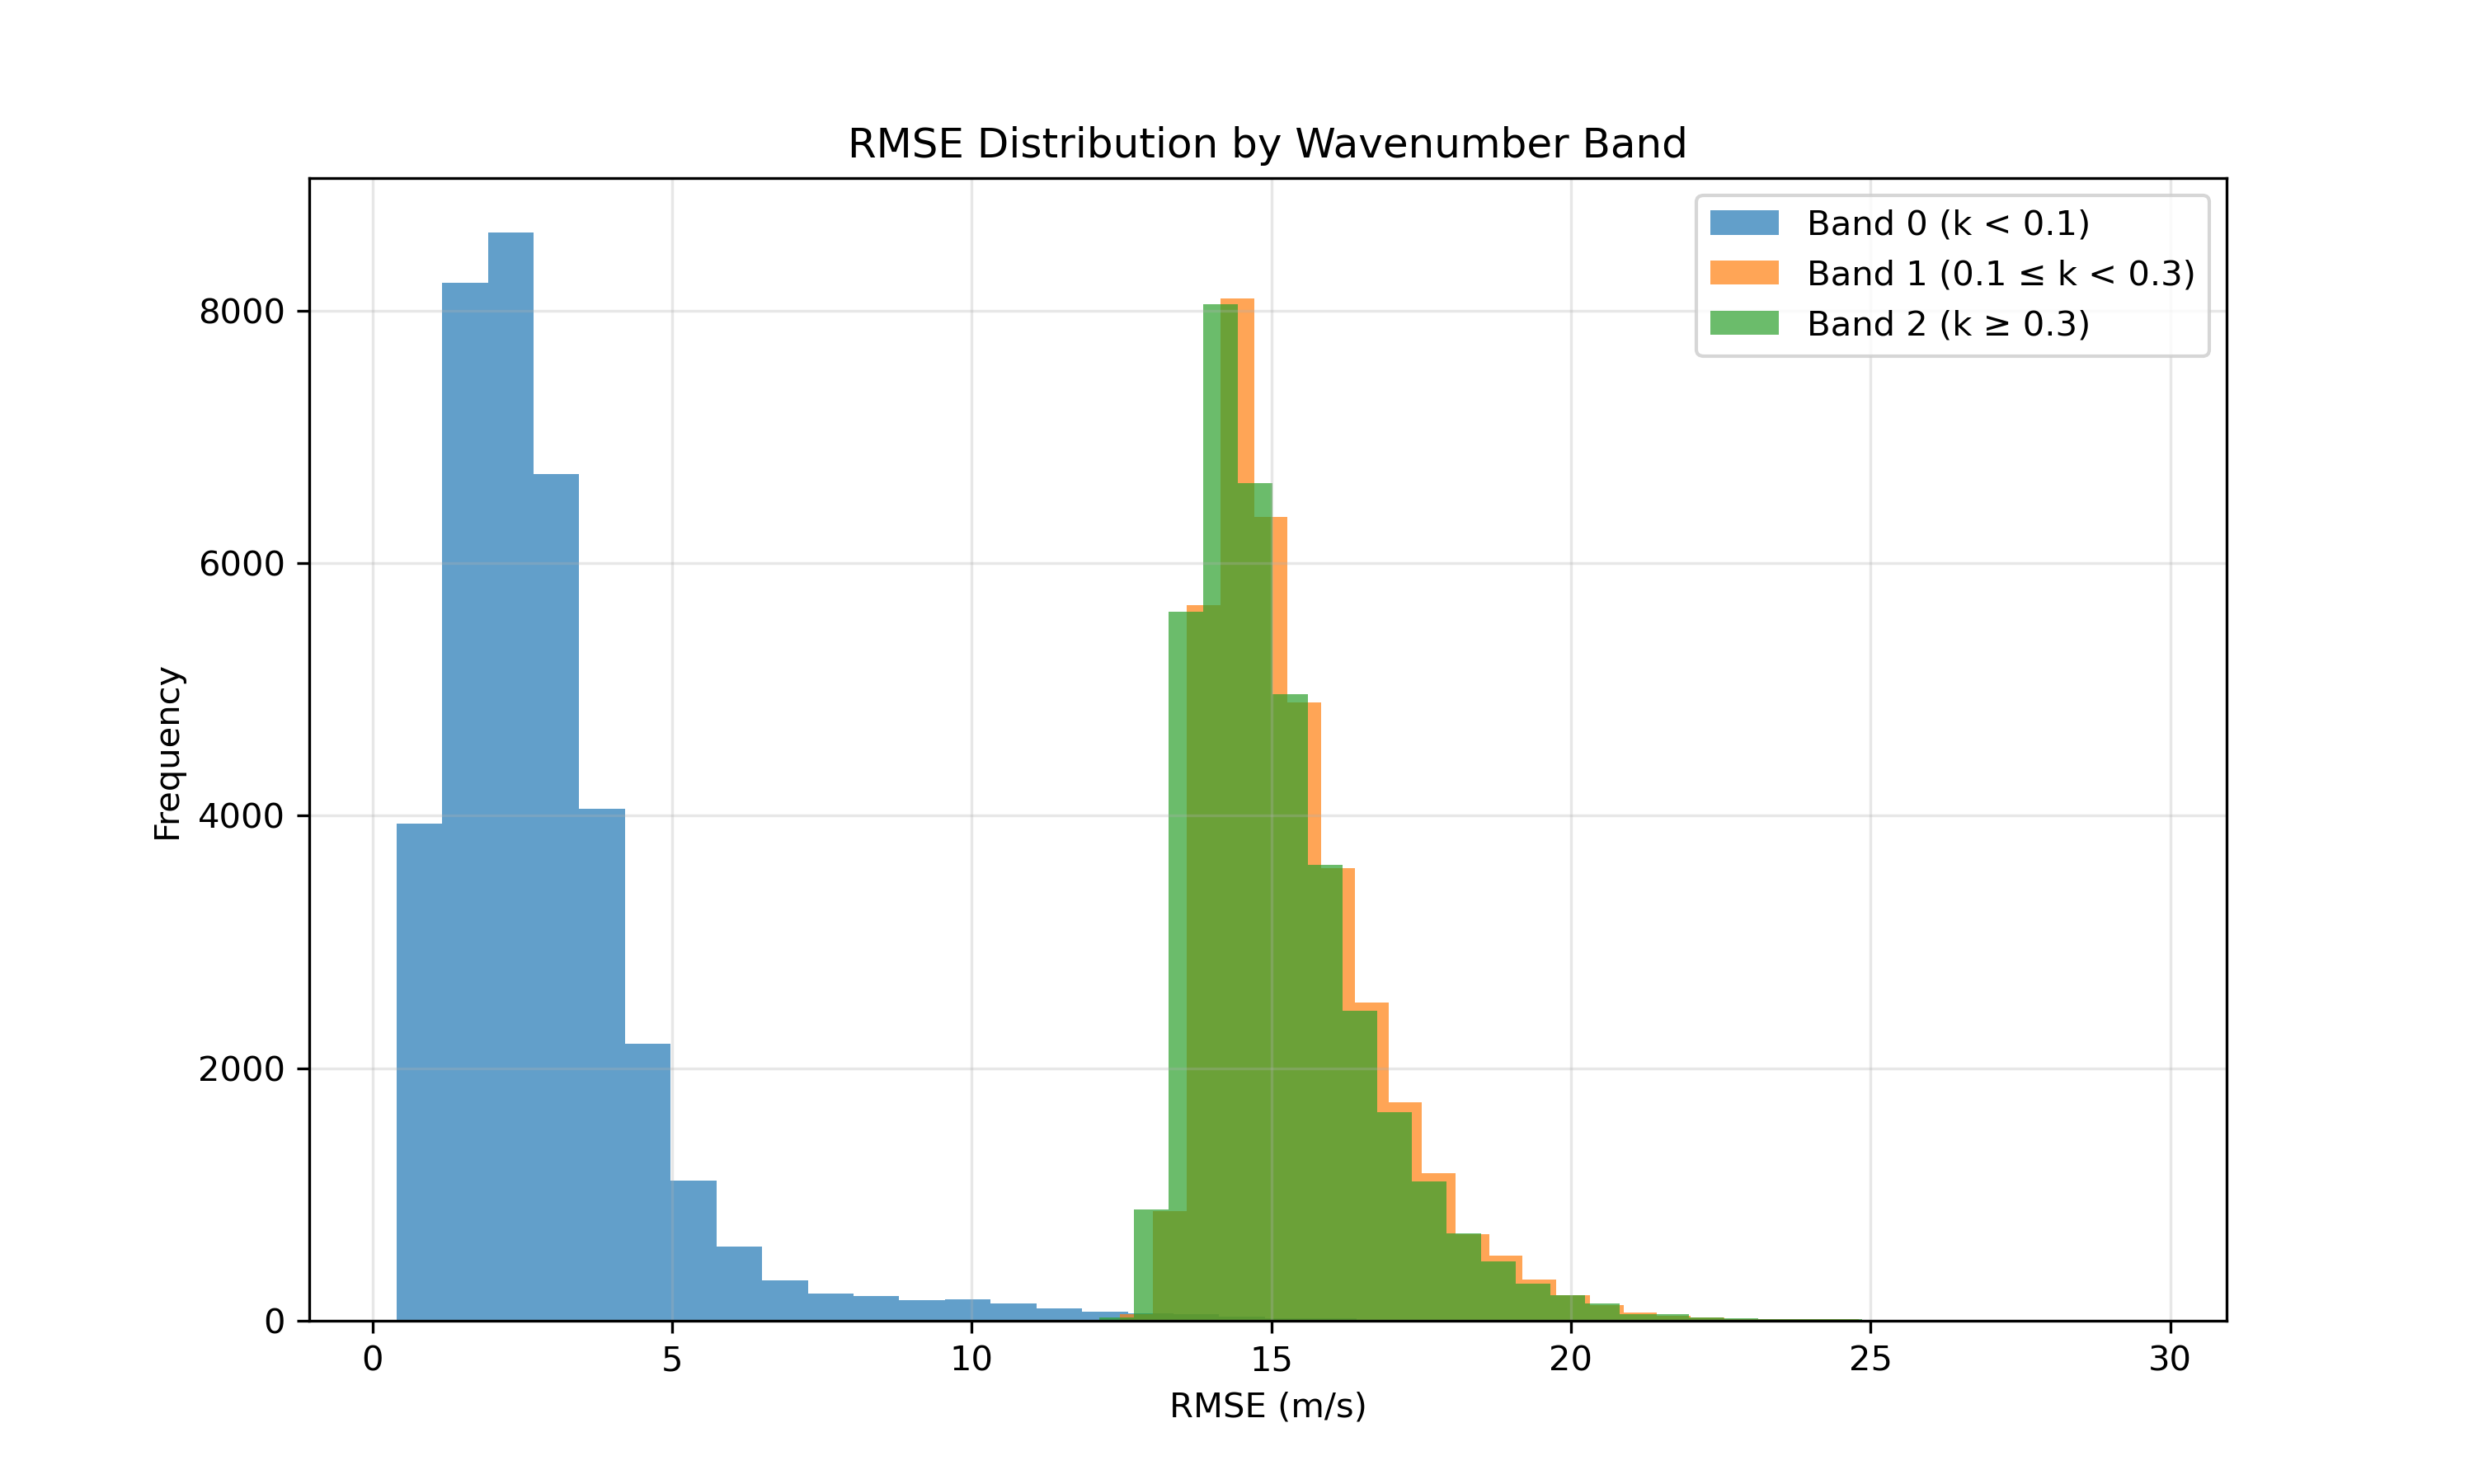 RMSE Distribution by Wavenumber Band
Band 0 (k < 0.1)
Band 1 (0.1 ≤ k < 0.3)
Band 2 (k ≥ 0.3)
Frequency
8000
6000
4000
2000
0
0 5 10 15 20 25 30
RMSE (m/s)